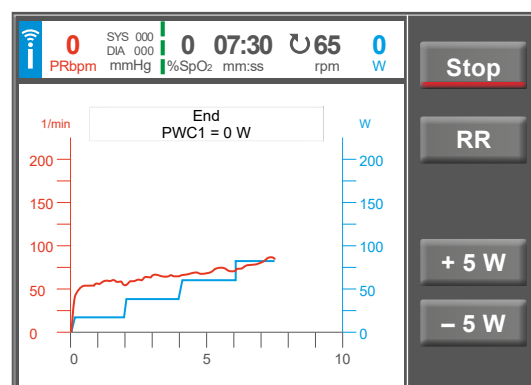 0 PRbpm
SYS 000
DIA 000
mmHg
0 %SpO₂
07:30 mm:ss
65 rpm
0 W
Stop
RR
+ 5 W
– 5 W
End
PWC1 = 0 W
1/min
W
200
150
100
50
0
200
150
100
50
0
0 5 10